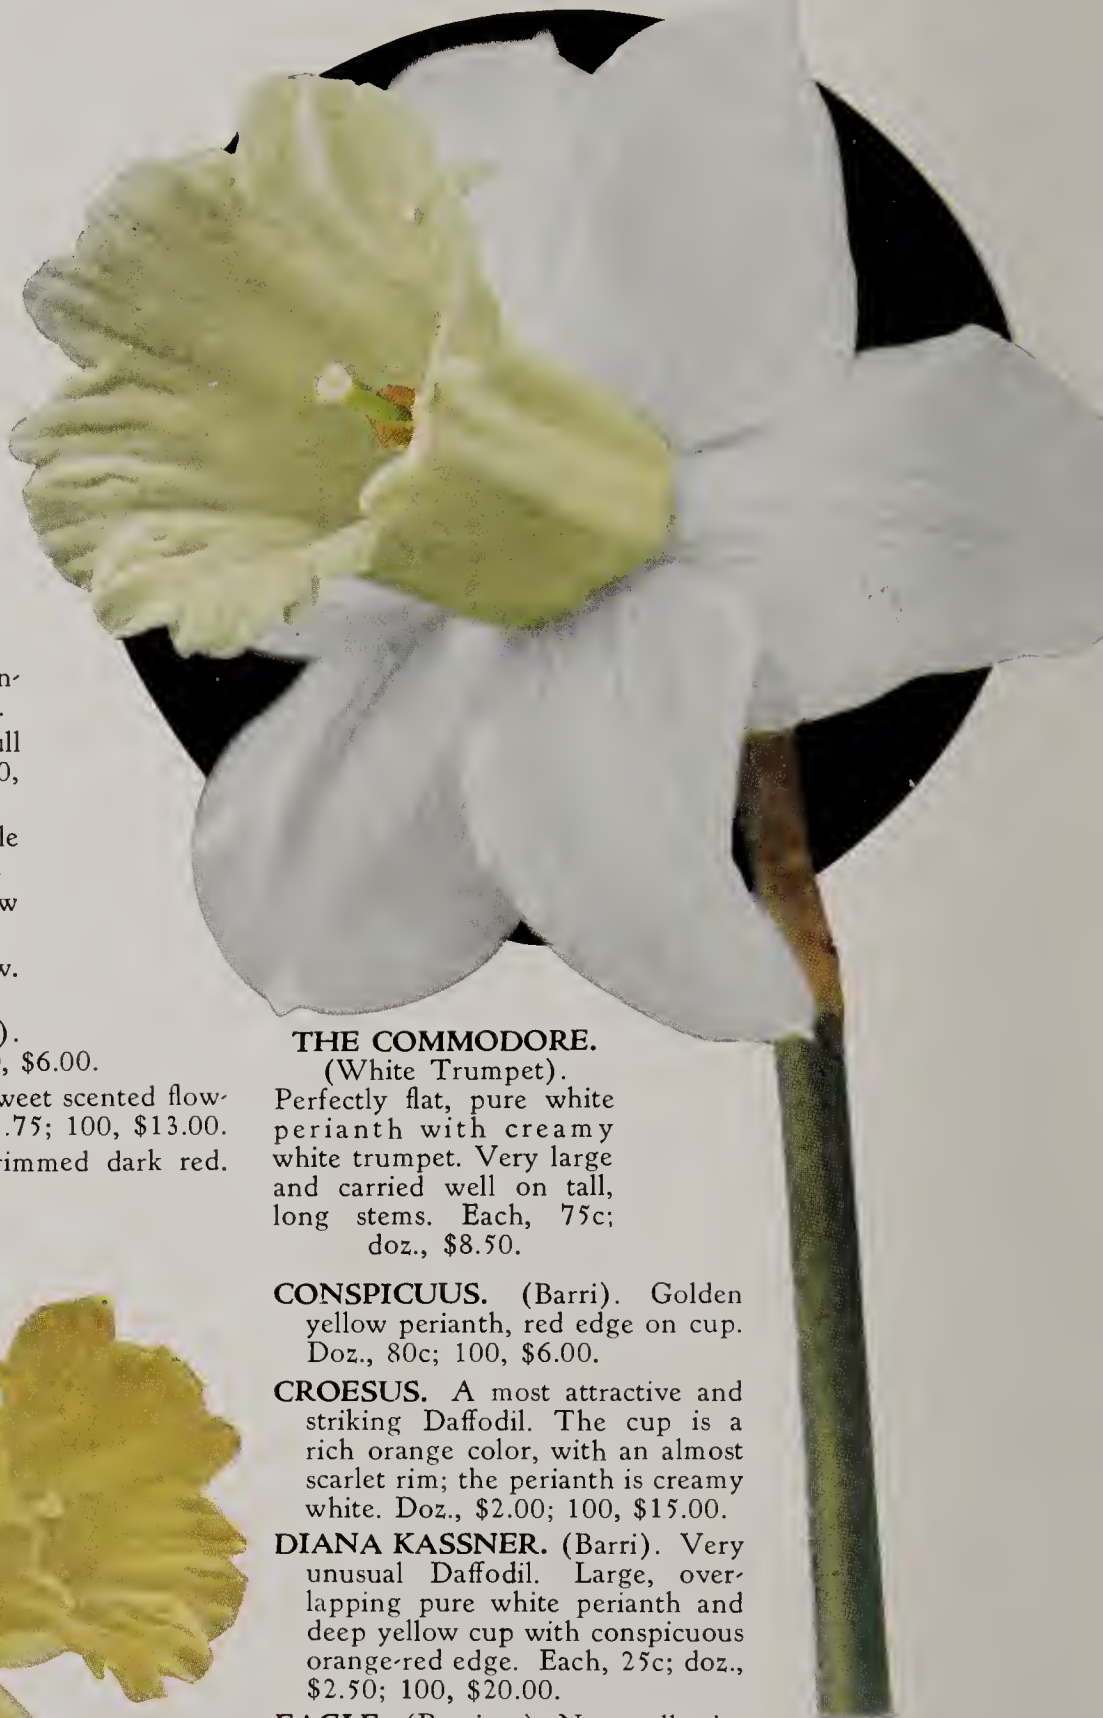 n-
.
ull
0,
le
w
w.
).
, $6.00.
weet scented flow-
.75; 100, $13.00.
rimmed dark red.
THE COMMODORE.
(White Trumpet).
Perfectly flat, pure white
perianth with creamy
white trumpet. Very large
and carried well on tall,
long stems. Each, 75c;
doz., $8.50.
CONSPICUUS. (Barri). Golden
yellow perianth, red edge on cup.
Doz., 80c; 100, $6.00.
CROESUS. A most attractive and
striking Daffodil. The cup is a
rich orange color, with an almost
scarlet rim; the perianth is creamy
white. Doz., $2.00; 100, $15.00.
DIANA KASSNER. (Barri). Very
unusual Daffodil. Large, over-
lapping pure white perianth and
deep yellow cup with conspicuous
orange-red edge. Each, 25c; doz.,
$2.50; 100, $20.00.